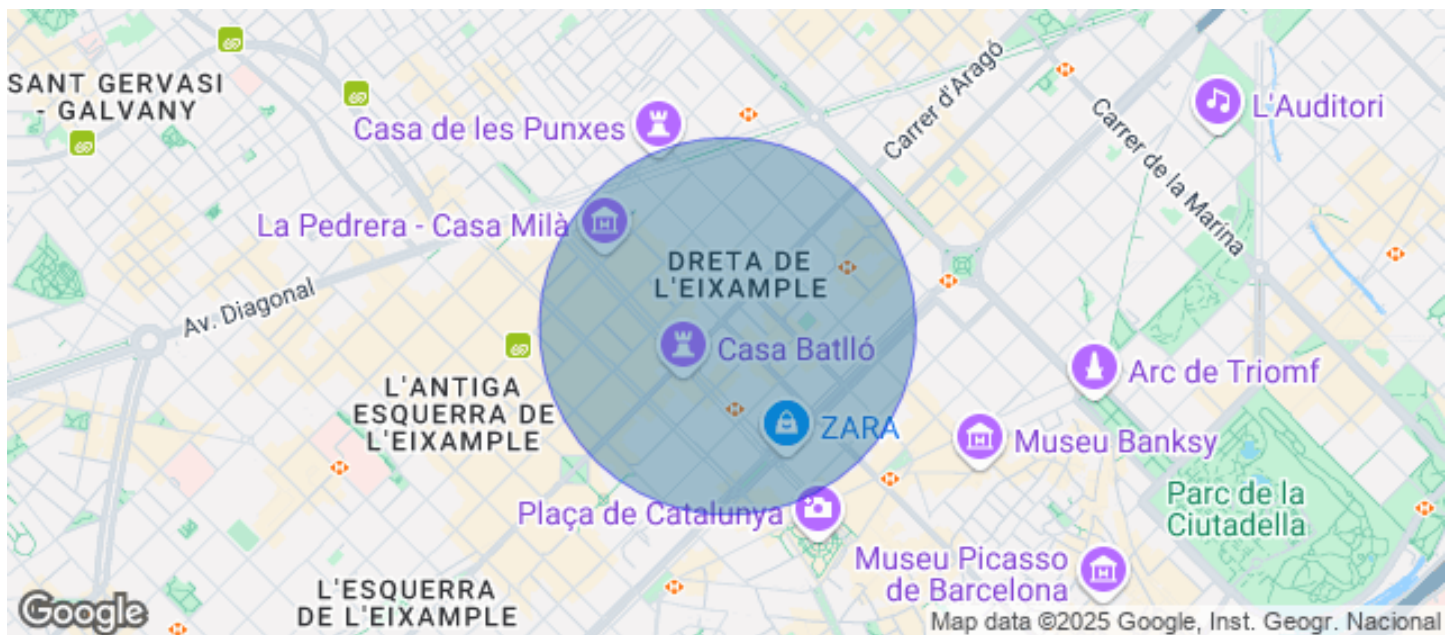 SANT GERVASI
- GALVANY
Casa de les Punxes
Carrer d'Aragó
L'Auditori
Carrer de la Marina
La Pedrera - Casa Milà
DRETA DE
L'EIXAMPLE
Av. Diagonal
Casa Batlló
Arc de Triomf
L'ANTIGA
ESQUERRA DE
L'EIXAMPLE
ZARA
Museu Banksy
Plaça de Catalunya
Parc de la
Ciutadella
Museu Picasso
de Barcelona
L'ESQUERRA
DE L'EIXAMPLE
Google
Map data ©2025 Google, Inst. Geogr. Nacional